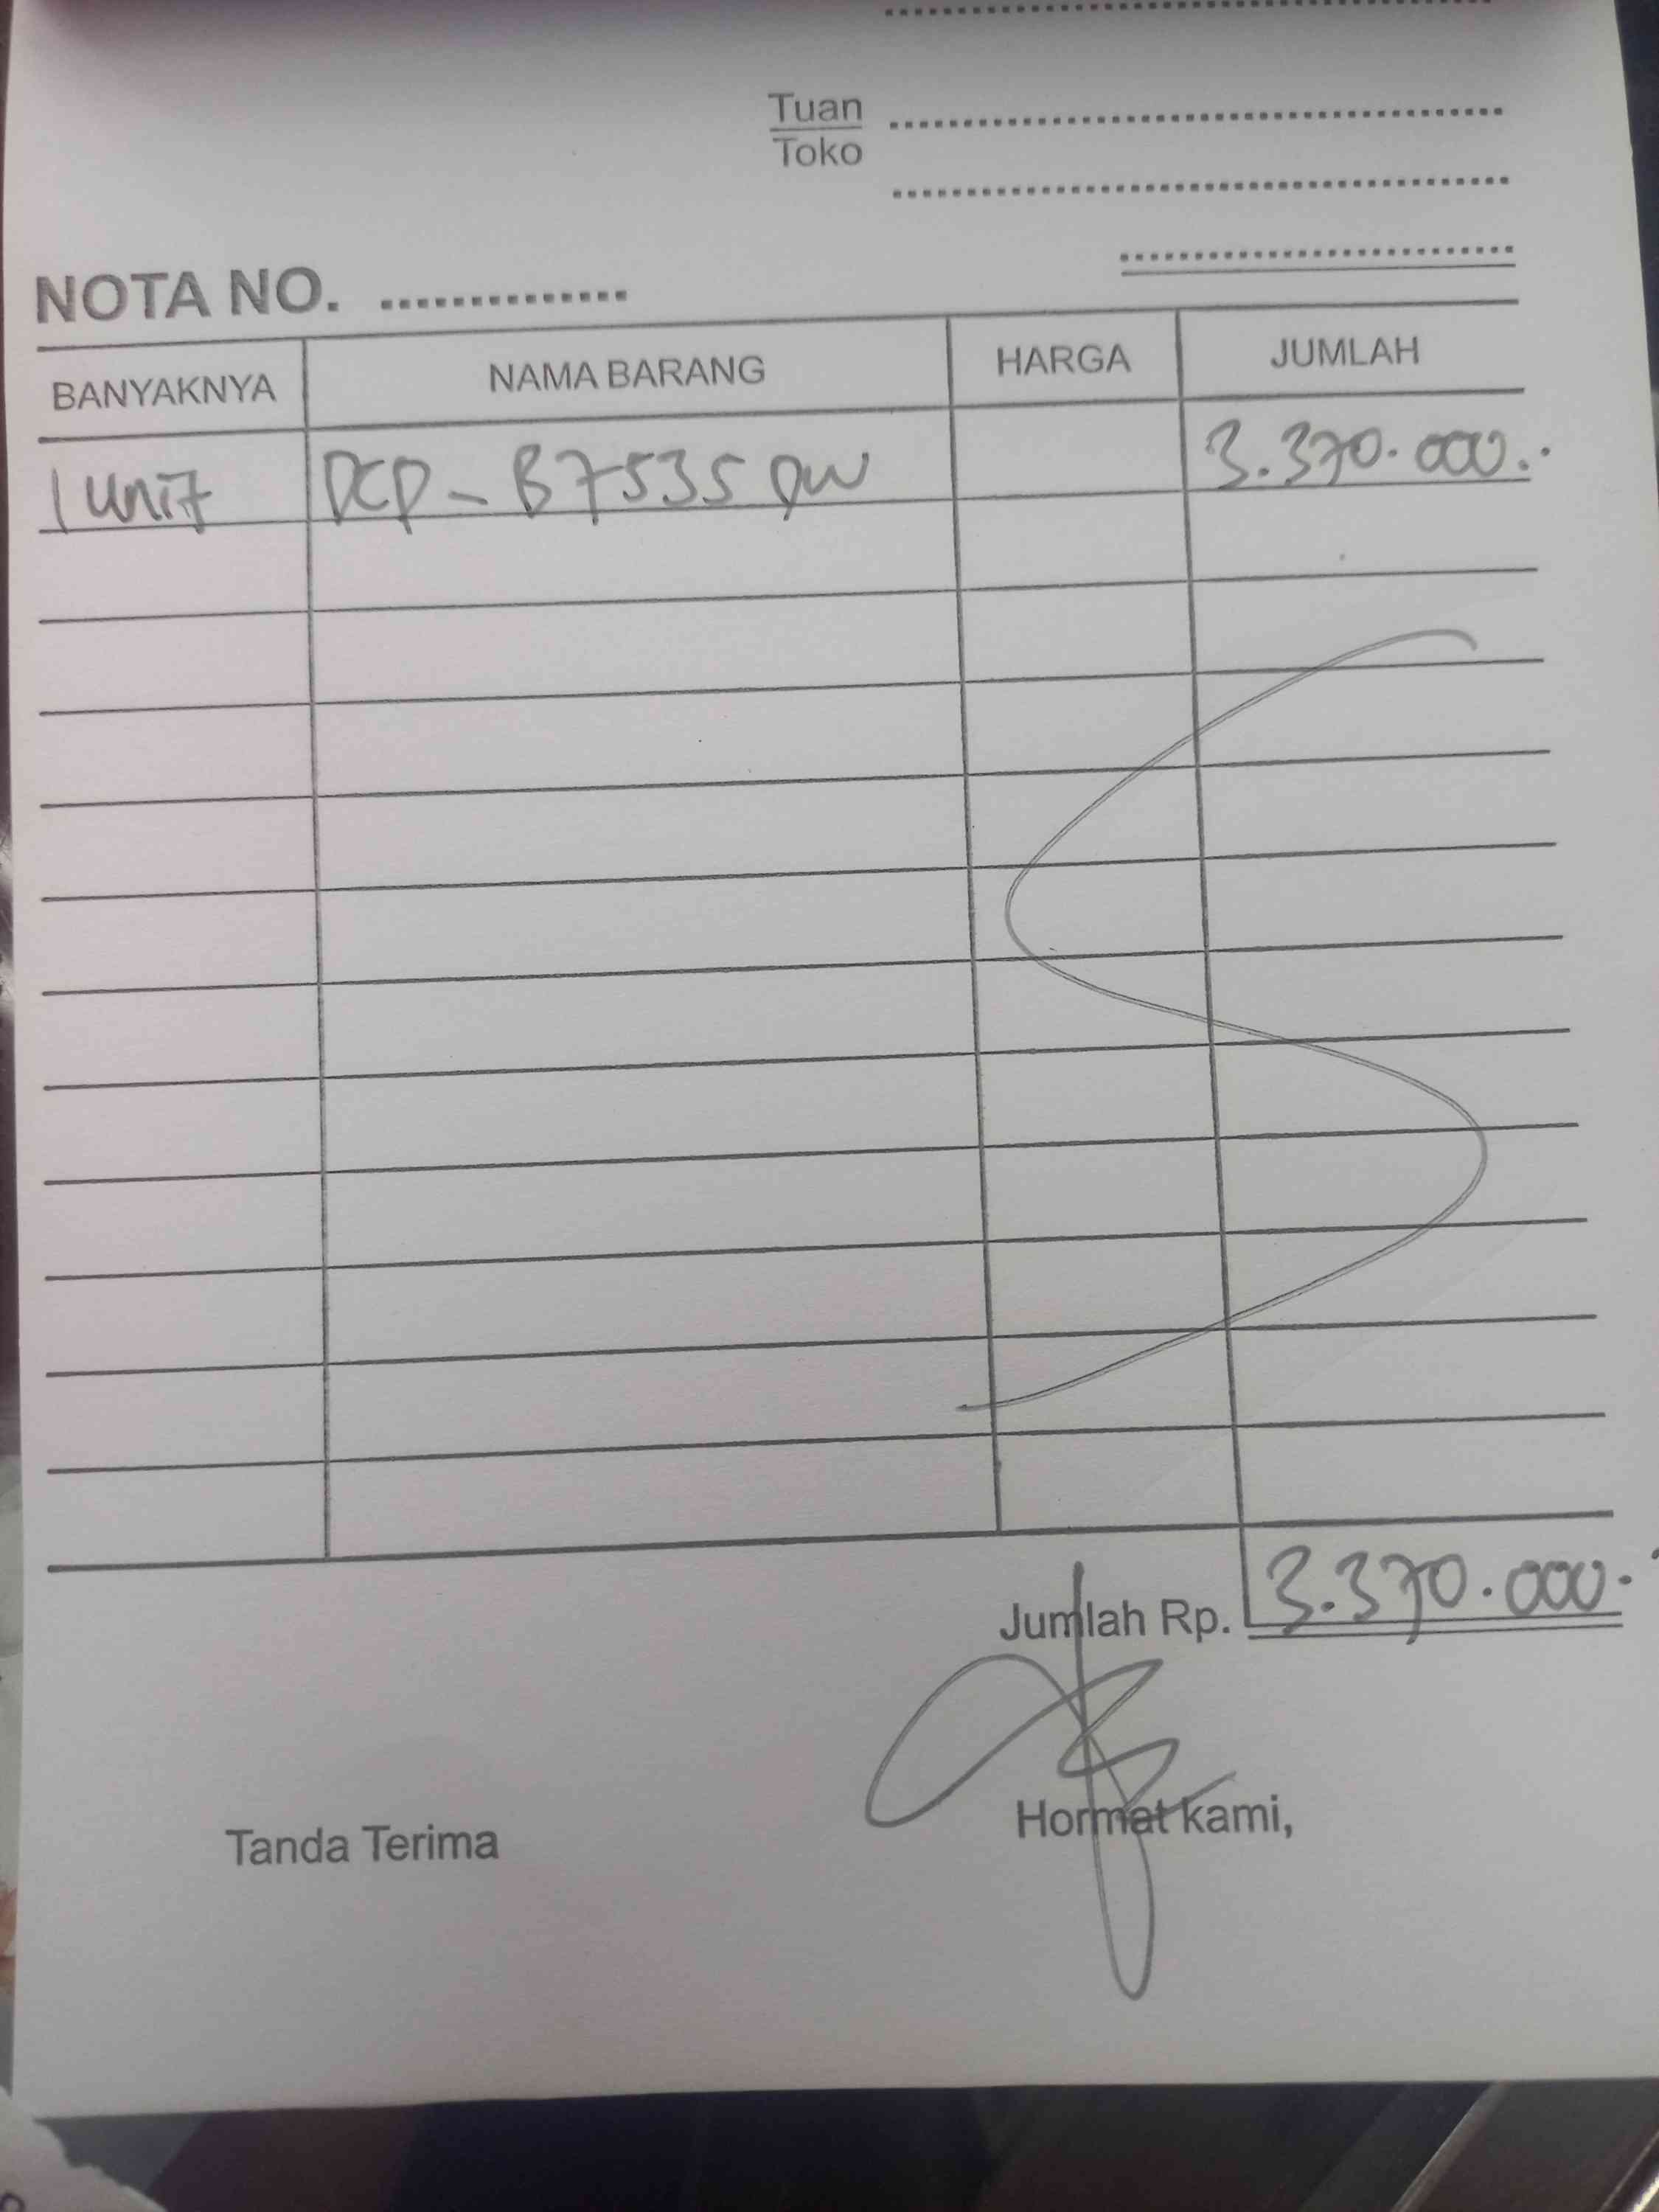 Tuan
Toko
NOTA NO. ..............
BANYAKNYA NAMA BARANG HARGA JUMLAH
1 unit DCP - B7535 DW 3.370.000..
Jumlah Rp. 3.370.000.
Tanda Terima Hormat kami,